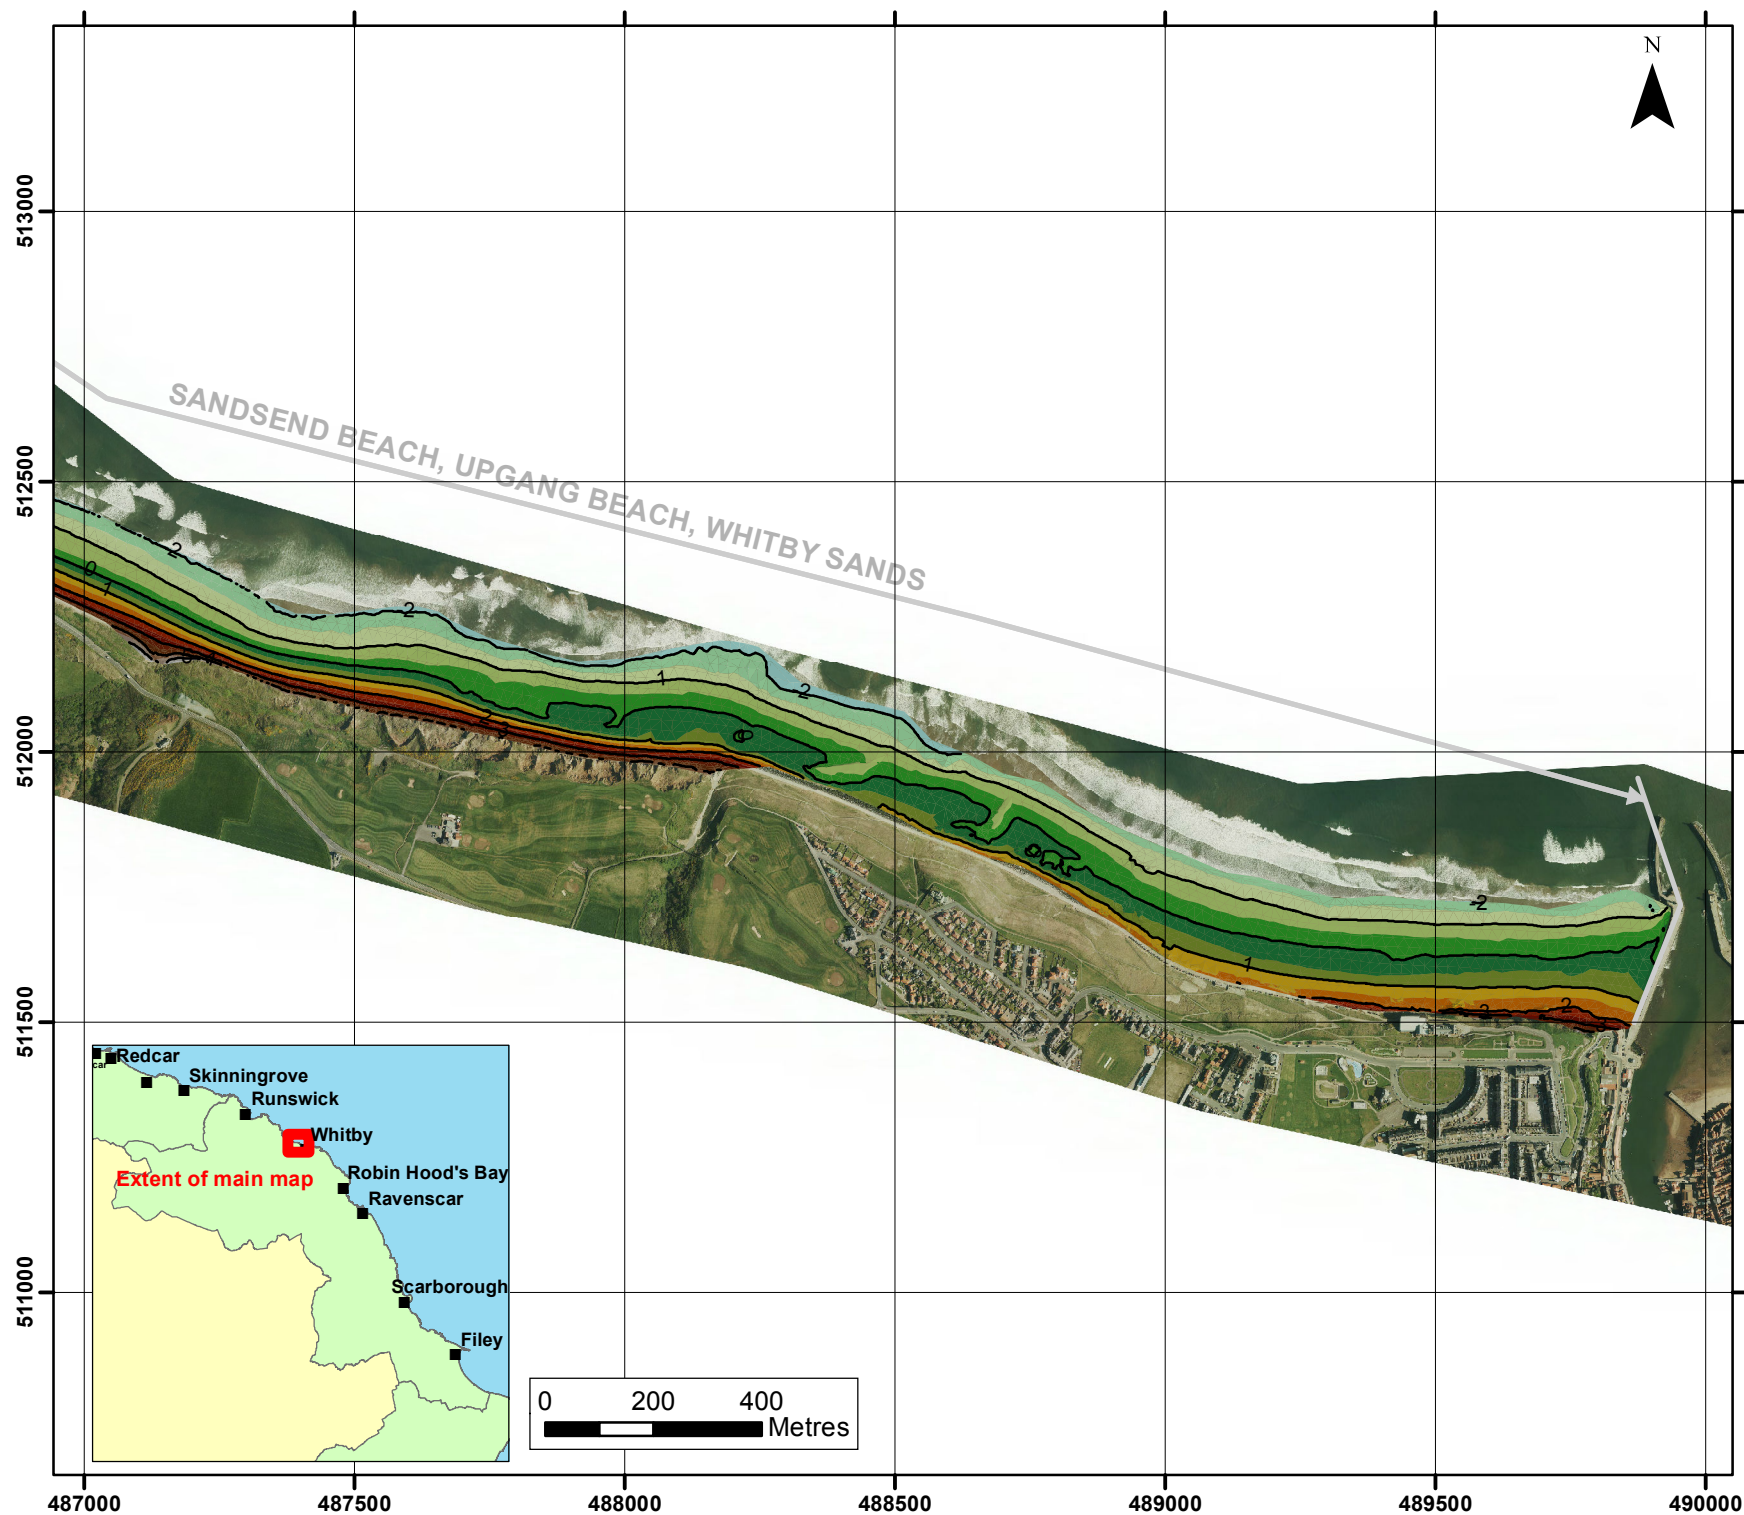 N
513000
512500
512000
511500
511000
SANDSEND BEACH, UPGANG BEACH, WHITBY SANDS
2
0
1
2
1
2
2
3
0
0
1
-2
2
2
Redcar
car
Skinningrove
Runswick
Whitby
Extent of main map
Robin Hood's Bay
Ravenscar
Scarborough
Filey
0 200 400
Metres
487000 487500 488000 488500 489000 489500 490000